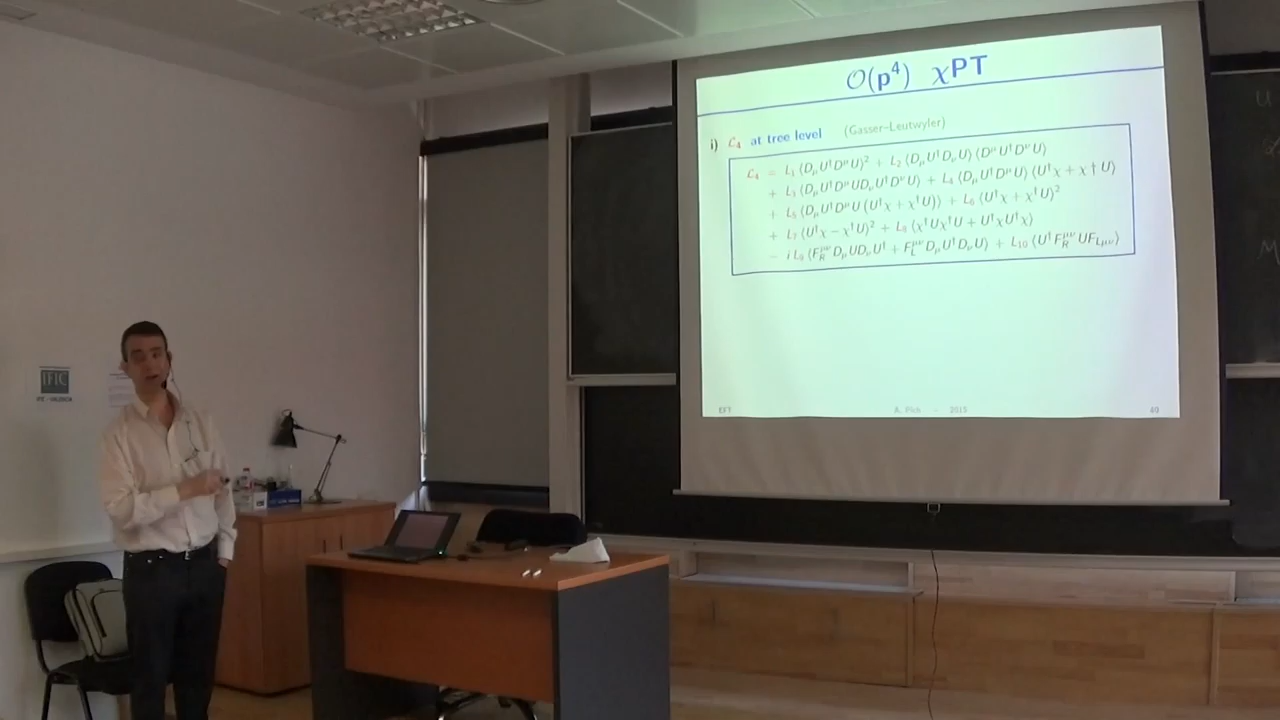 𝒪(p⁴) χPT
i) 𝓛₄ at tree level (Gasser–Leutwyler)
𝓛₄ = L₁ ⟨D_μU†D^μU⟩² + L₂ ⟨D_μU†D_νU⟩ ⟨D^μU†D^νU⟩
+ L₃ ⟨D_μU†D^μUD_νU†D^νU⟩ + L₄ ⟨D_μU†D^μU⟩ ⟨U†χ + χ†U⟩
+ L₅ ⟨D_μU†D^μU (U†χ + χ†U)⟩ + L₆ ⟨U†χ + χ†U⟩²
+ L₇ ⟨U†χ − χ†U⟩² + L₈ ⟨χ†Uχ†U + U†χU†χ⟩
− i L₉ ⟨F_R^{μν}D_μUD_νU† + F_L^{μν}D_μU†D_νU⟩ + L₁₀ ⟨U†F_R^{μν}UF_{Lμν}⟩
EFT A. Pich – 2015 49
IFIC